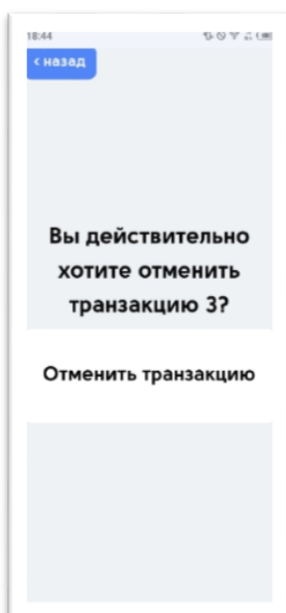 18:44
< назад
Вы действительно
хотите отменить
транзакцию 3?
Отменить транзакцию